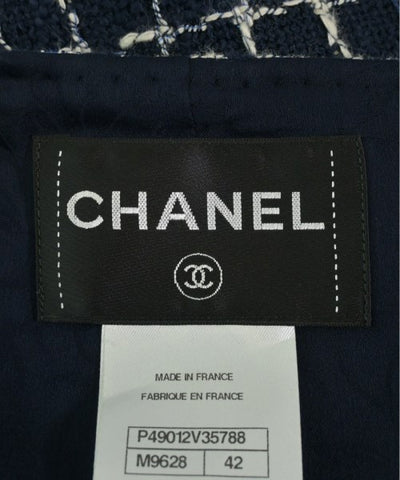 CHANEL
MADE IN FRANCE
FABRIQUE EN FRANCE
P49012V35788
M9628 42